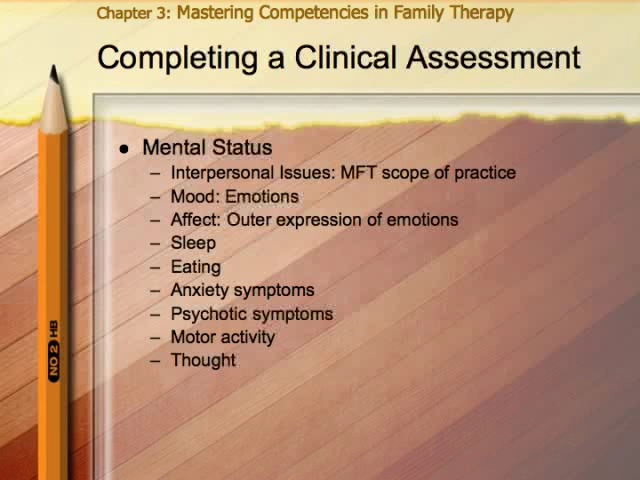 Chapter 3: Mastering Competencies in Family Therapy
Completing a Clinical Assessment
● Mental Status
– Interpersonal Issues: MFT scope of practice
– Mood: Emotions
– Affect: Outer expression of emotions
– Sleep
– Eating
– Anxiety symptoms
– Psychotic symptoms
– Motor activity
– Thought
NO 2 HB